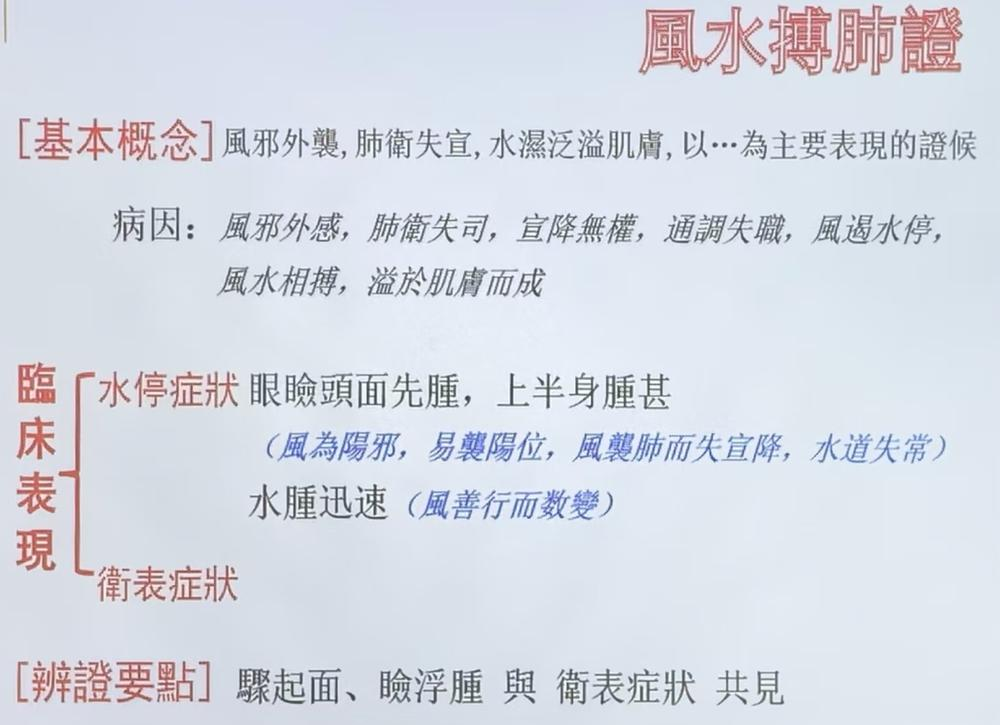 風水搏肺證
[基本概念]風邪外襲,肺衛失宣,水濕泛溢肌膚,以…為主要表現的證候
病因：風邪外感，肺衛失司，宣降無權，通調失職，風遏水停，
風水相搏，溢於肌膚而成
臨床表現
水停症狀 眼瞼頭面先腫，上半身腫甚
（風為陽邪，易襲陽位，風襲肺而失宣降，水道失常）
水腫迅速（風善行而数變）
衛表症狀
[辨證要點] 驟起面、瞼浮腫 與 衛表症狀 共見